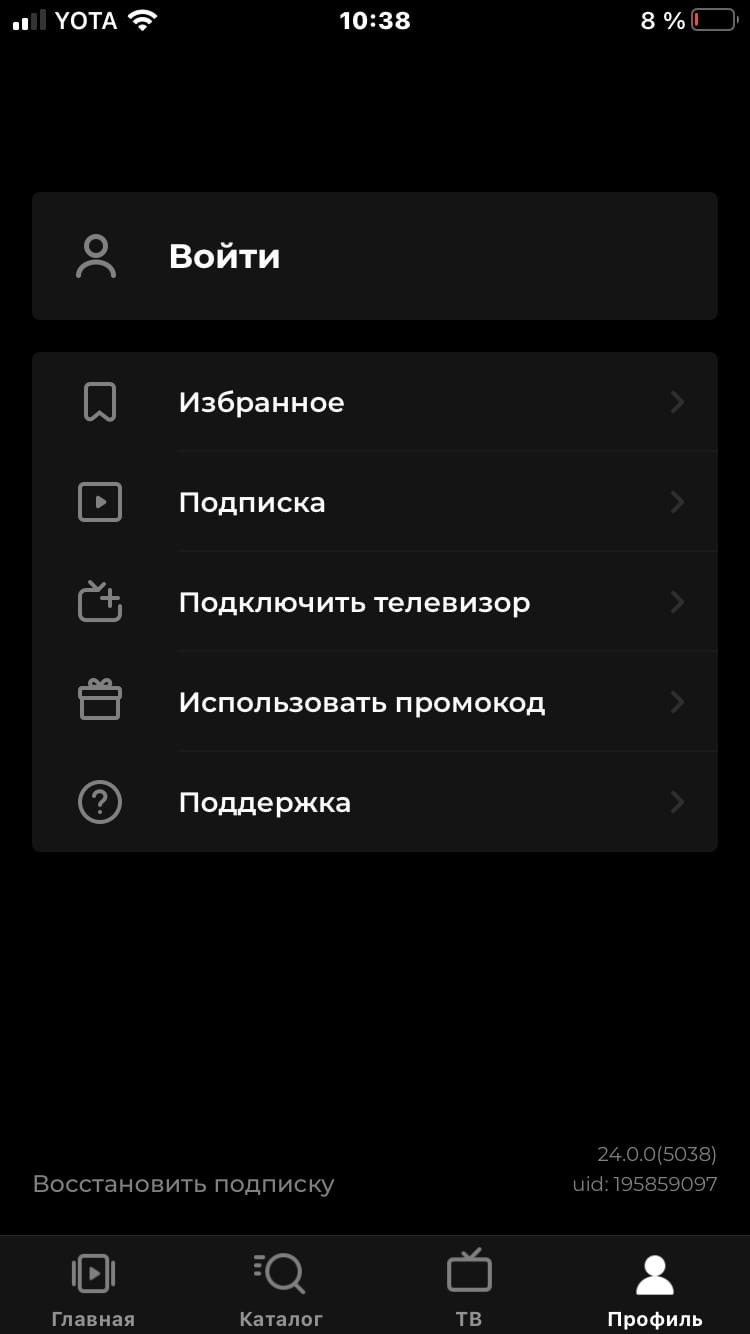 YOTA 10:38 8 %
Войти
Избранное
Подписка
Подключить телевизор
Использовать промокод
Поддержка
24.0.0(5038)
Восстановить подписку uid: 195859097
Главная Каталог ТВ Профиль